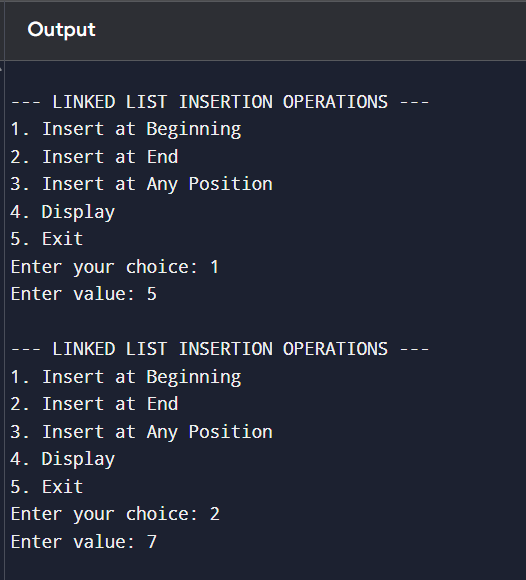 Output
--- LINKED LIST INSERTION OPERATIONS ---
1. Insert at Beginning
2. Insert at End
3. Insert at Any Position
4. Display
5. Exit
Enter your choice: 1
Enter value: 5
--- LINKED LIST INSERTION OPERATIONS ---
1. Insert at Beginning
2. Insert at End
3. Insert at Any Position
4. Display
5. Exit
Enter your choice: 2
Enter value: 7